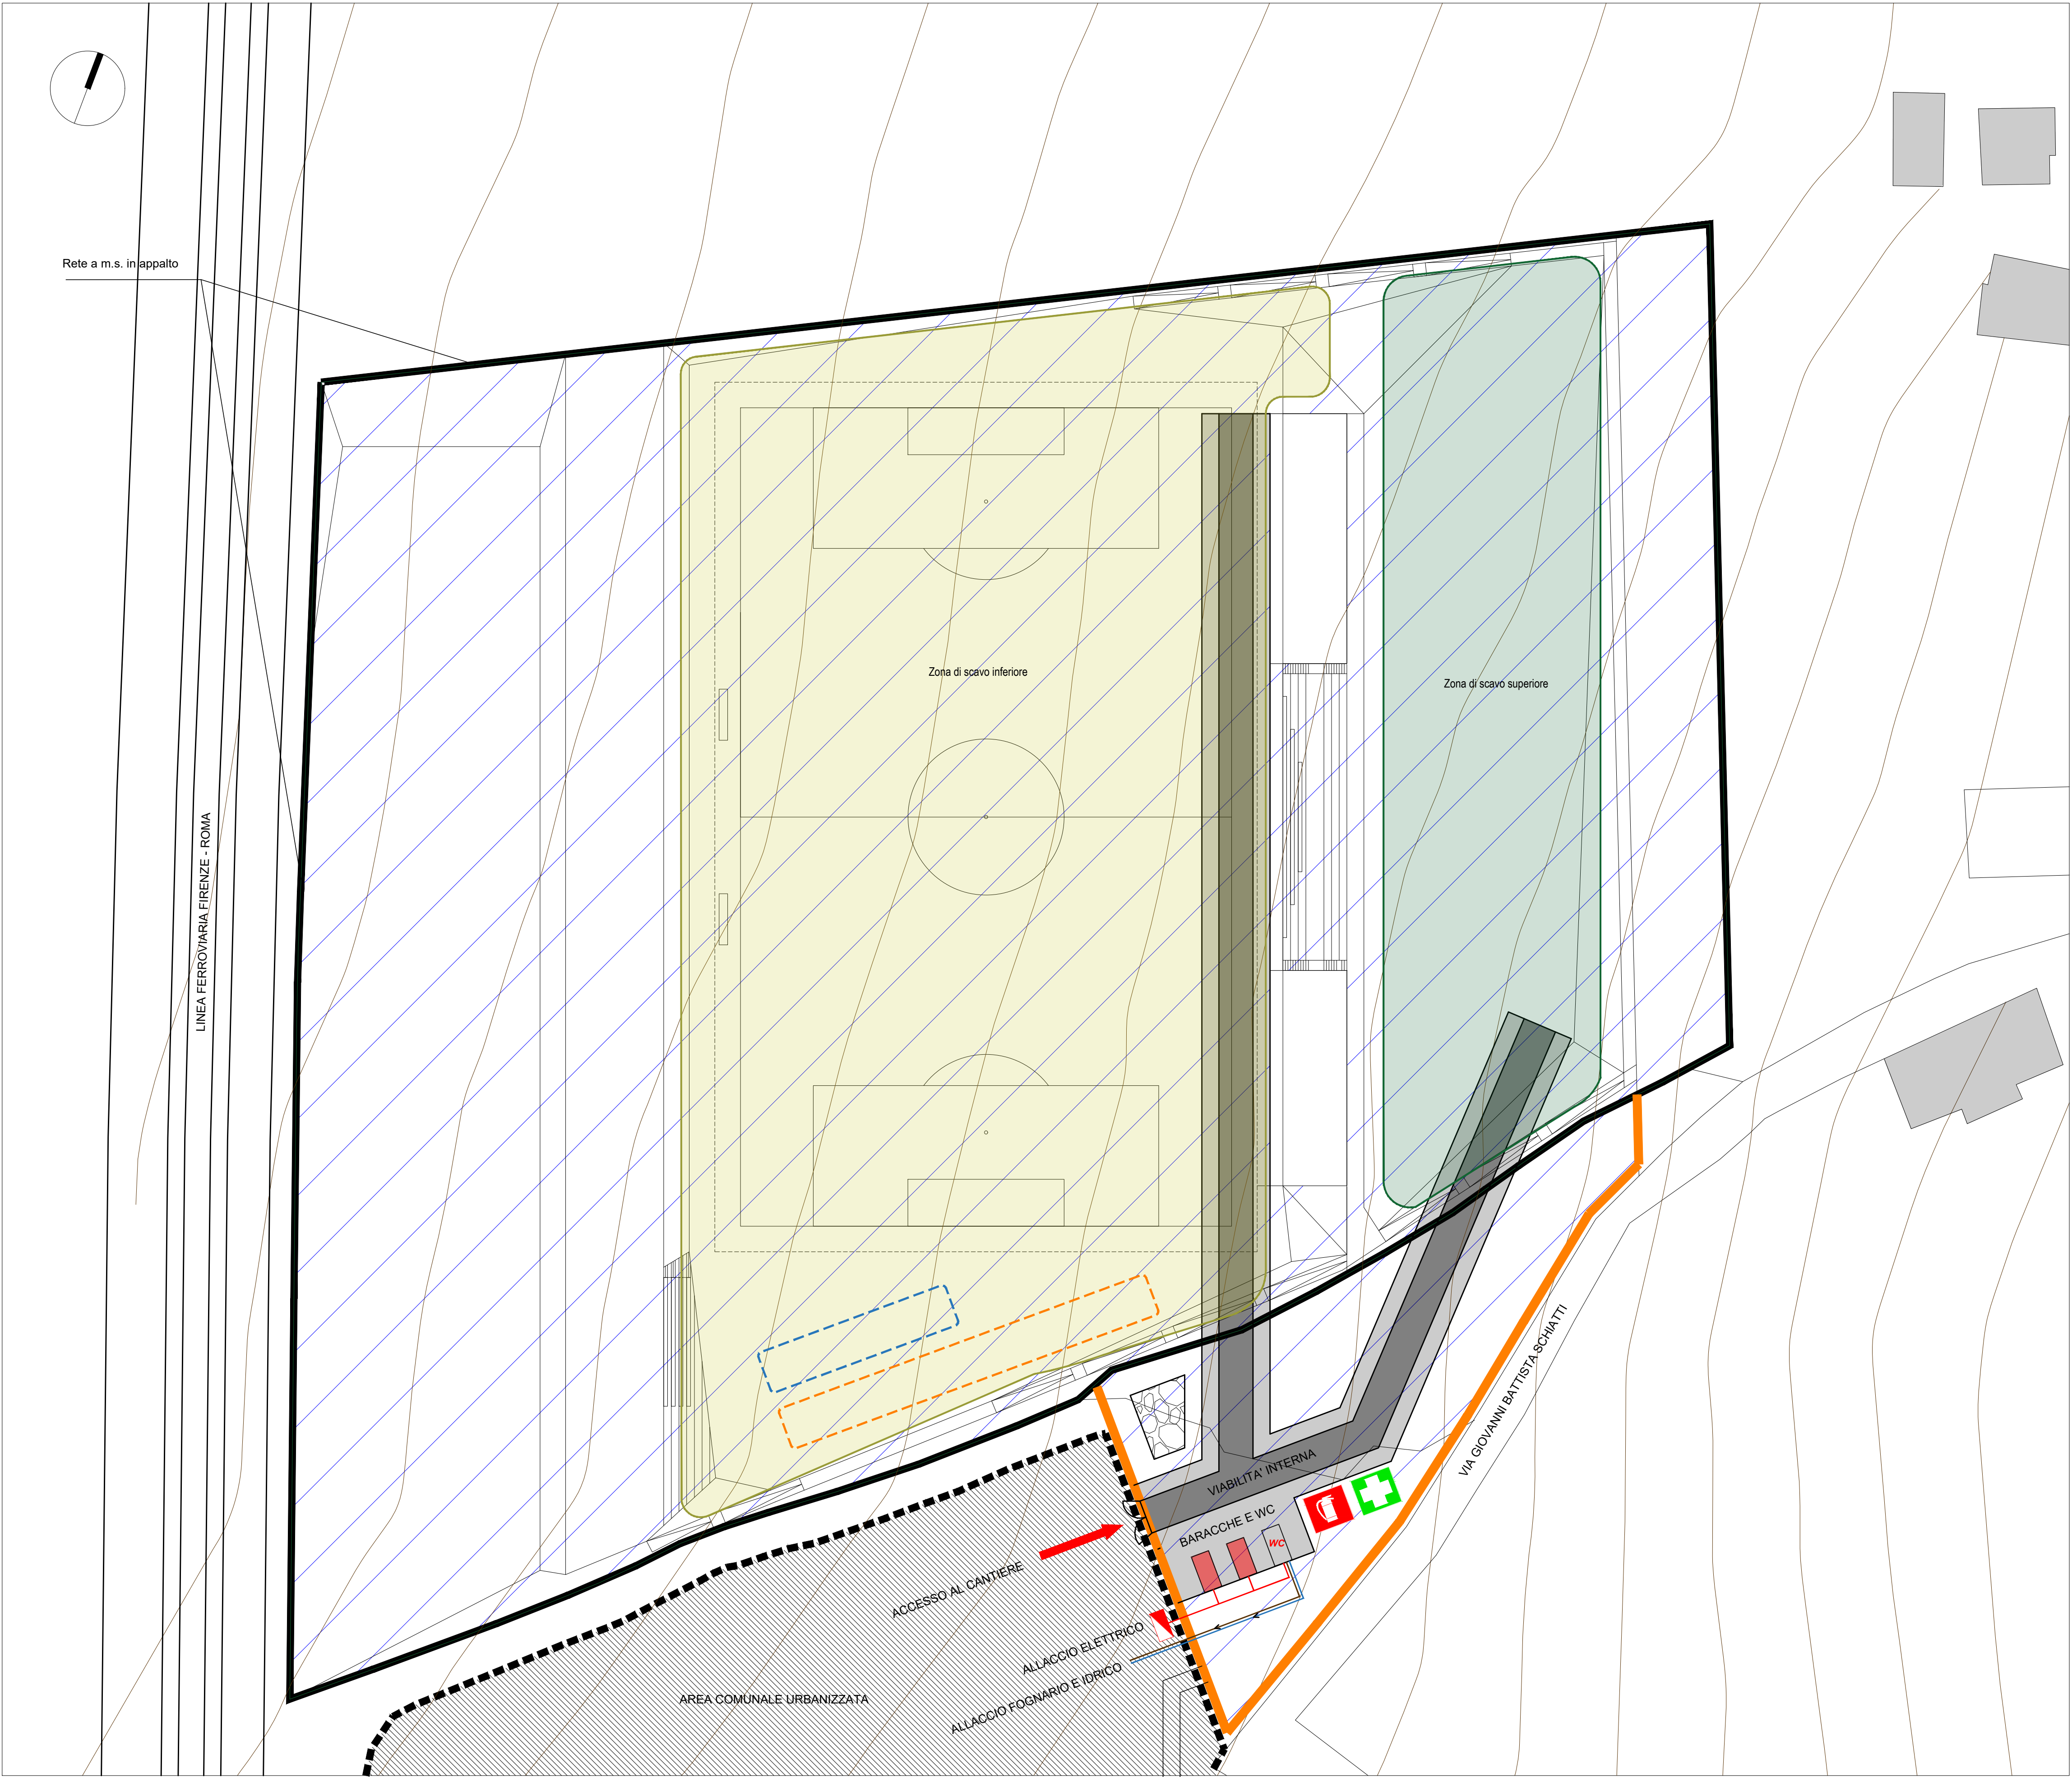 Rete a m.s. in appalto
Zona di scavo inferiore
Zona di scavo superiore
LINEA FERROVIARIA FIRENZE - ROMA
VIA GIOVANNI BATTISTA SCHIATTI
VIABILITA' INTERNA
BARACCHE E WC
WC
ACCESSO AL CANTIERE
ALLACCIO ELETTRICO
ALLACCIO FOGNARIO E IDRICO
AREA COMUNALE URBANIZZATA